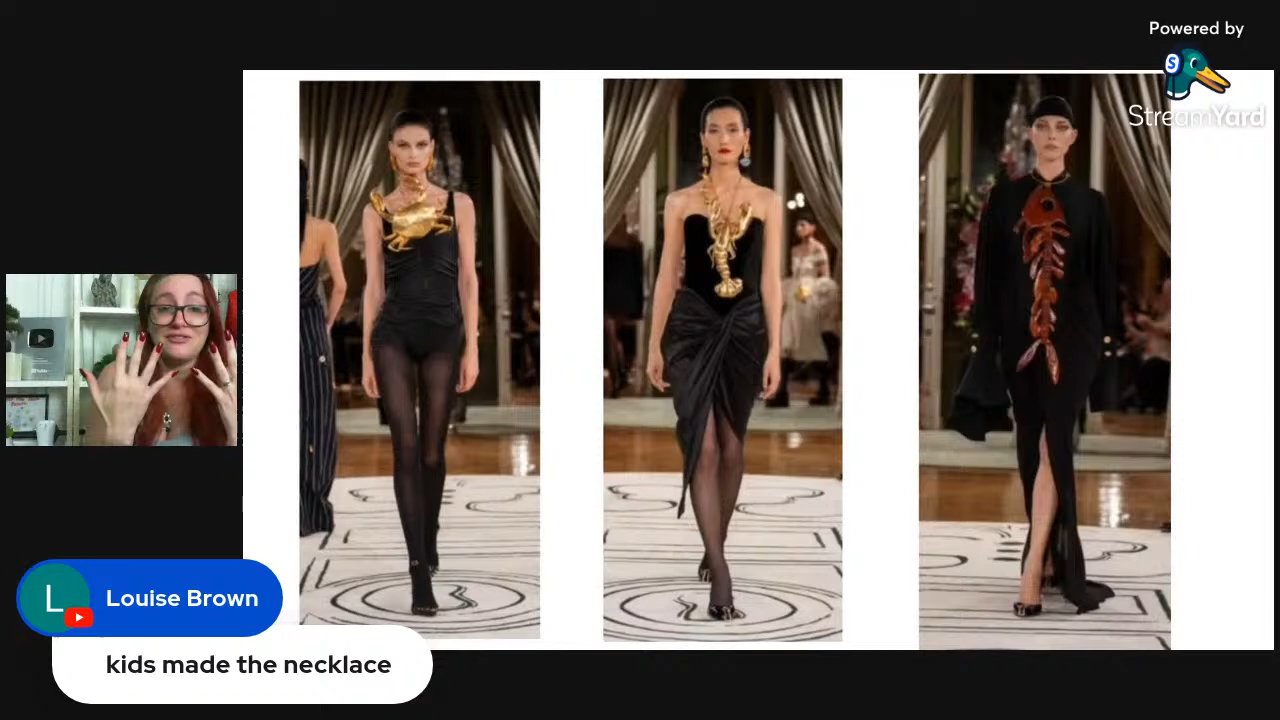 Powered by
StreamYard
L
Louise Brown
kids made the necklace